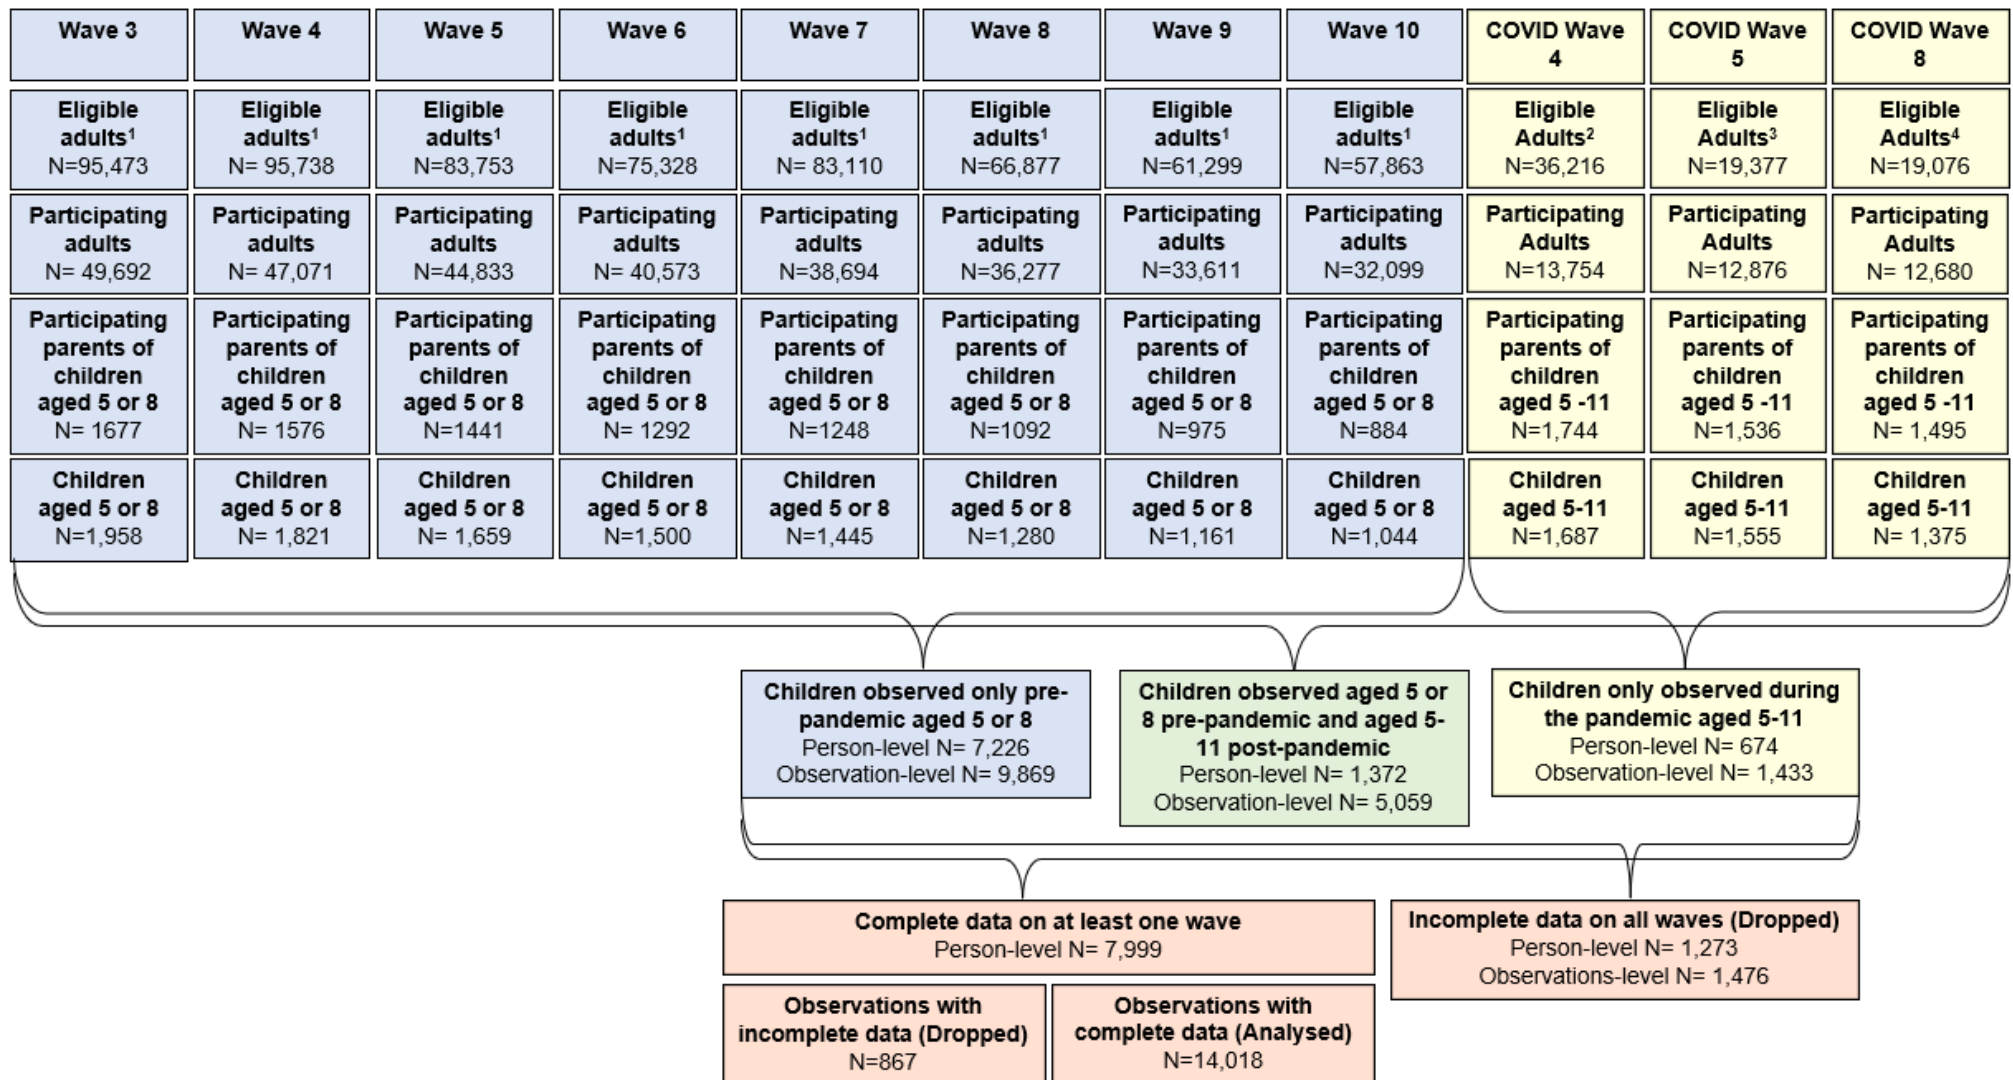 Wave 3
Wave 4
Wave 5
Wave 6
Wave 7
Wave 8
Wave 9
Wave 10
COVID Wave
4
COVID Wave
5
COVID Wave
8
Eligible
adults¹
N=95,473
Eligible
adults¹
N= 95,738
Eligible
adults¹
N=83,753
Eligible
adults¹
N=75,328
Eligible
adults¹
N= 83,110
Eligible
adults¹
N=66,877
Eligible
adults¹
N=61,299
Eligible
adults¹
N=57,863
Eligible
Adults²
N=36,216
Eligible
Adults³
N=19,377
Eligible
Adults⁴
N=19,076
Participating
adults
N= 49,692
Participating
adults
N= 47,071
Participating
adults
N=44,833
Participating
adults
N= 40,573
Participating
adults
N=38,694
Participating
adults
N=36,277
Participating
adults
N=33,611
Participating
adults
N=32,099
Participating
Adults
N=13,754
Participating
Adults
N=12,876
Participating
Adults
N= 12,680
Participating
parents of
children
aged 5 or 8
N= 1677
Participating
parents of
children
aged 5 or 8
N= 1576
Participating
parents of
children
aged 5 or 8
N=1441
Participating
parents of
children
aged 5 or 8
N= 1292
Participating
parents of
children
aged 5 or 8
N=1248
Participating
parents of
children
aged 5 or 8
N=1092
Participating
parents of
children
aged 5 or 8
N=975
Participating
parents of
children
aged 5 or 8
N=884
Participating
parents of
children
aged 5 -11
N=1,744
Participating
parents of
children
aged 5 -11
N=1,536
Participating
parents of
children
aged 5 -11
N= 1,495
Children
aged 5 or 8
N=1,958
Children
aged 5 or 8
N= 1,821
Children
aged 5 or 8
N= 1,659
Children
aged 5 or 8
N=1,500
Children
aged 5 or 8
N=1,445
Children
aged 5 or 8
N=1,280
Children
aged 5 or 8
N=1,161
Children
aged 5 or 8
N=1,044
Children
aged 5-11
N=1,687
Children
aged 5-11
N=1,555
Children
aged 5-11
N= 1,375
Children observed only pre-
pandemic aged 5 or 8
Person-level N= 7,226
Observation-level N= 9,869
Children observed aged 5 or
8 pre-pandemic and aged 5-
11 post-pandemic
Person-level N= 1,372
Observation-level N= 5,059
Children only observed during
the pandemic aged 5-11
Person-level N= 674
Observation-level N= 1,433
Complete data on at least one wave
Person-level N= 7,999
Incomplete data on all waves (Dropped)
Person-level N= 1,273
Observations-level N= 1,476
Observations with
incomplete data (Dropped)
N=867
Observations with
complete data (Analysed)
N=14,018